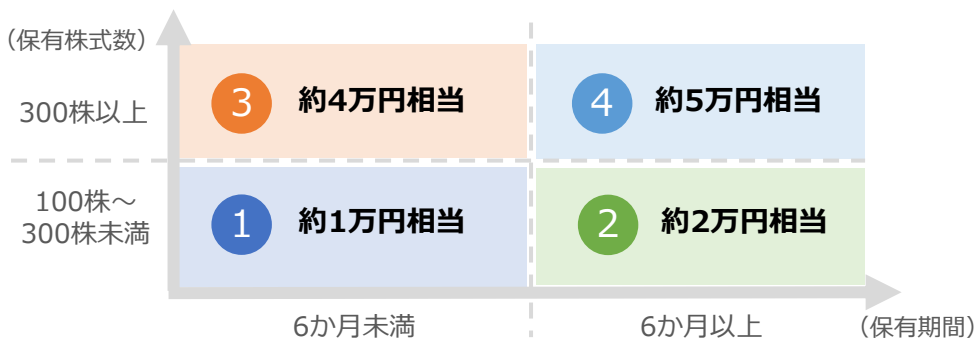 （保有株式数）
300株以上
3 約4万円相当
4 約5万円相当
100株～
300株未満
1 約1万円相当
2 約2万円相当
6か月未満
6か月以上
（保有期間）